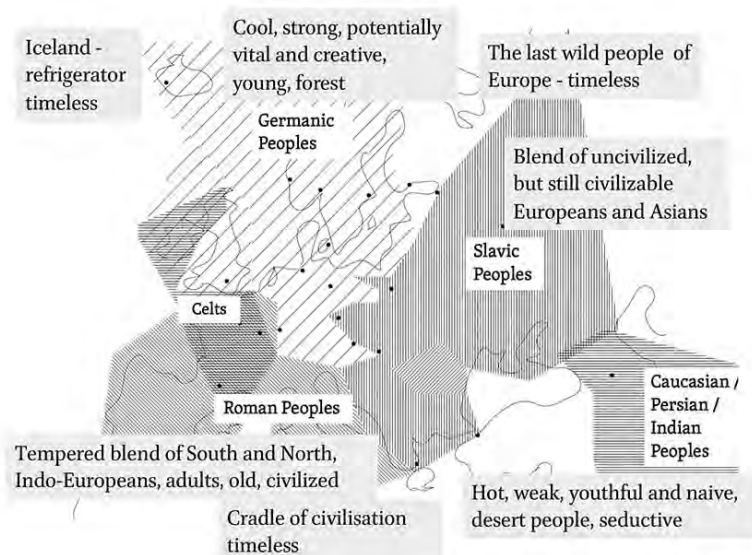 Iceland -
refrigerator
timeless
Cool, strong, potentially
vital and creative,
young, forest
The last wild people of
Europe - timeless
Germanic
Peoples
Blend of uncivilized,
but still civilizable
Europeans and Asians
Slavic
Peoples
Celts
Roman Peoples
Caucasian /
Persian /
Indian
Peoples
Tempered blend of South and North,
Indo-Europeans, adults, old, civilized
Cradle of civilisation
timeless
Hot, weak, youthful and naive,
desert people, seductive